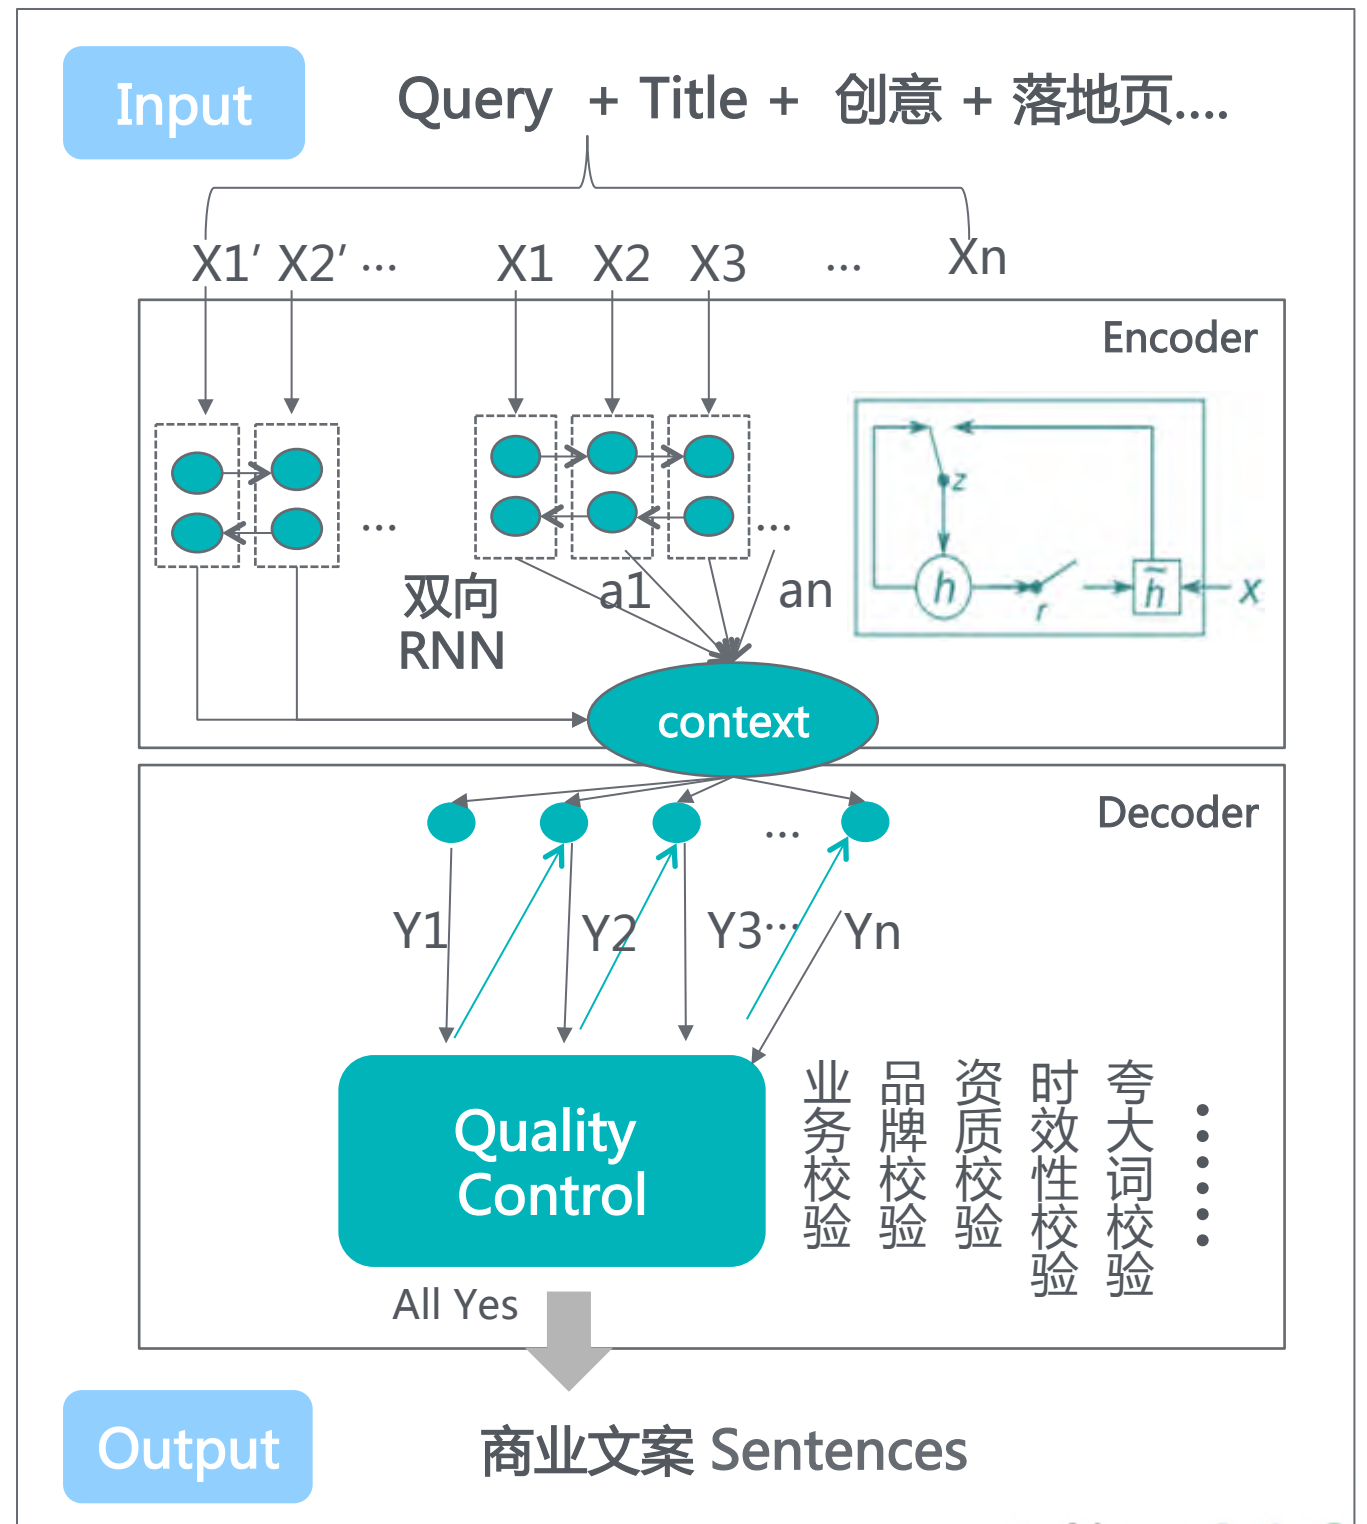 Input
Query + Title + 创意 + 落地页....
X1′ X2′ ... X1 X2 X3 ... Xn
Encoder
z
h
r
h̃
x
...
...
双向
RNN
a1
an
context
Decoder
...
Y1 Y2 Y3... Yn
Quality
Control
业务校验
品牌校验
资质校验
时效性校验
夸大词校验
All Yes
Output
商业文案 Sentences